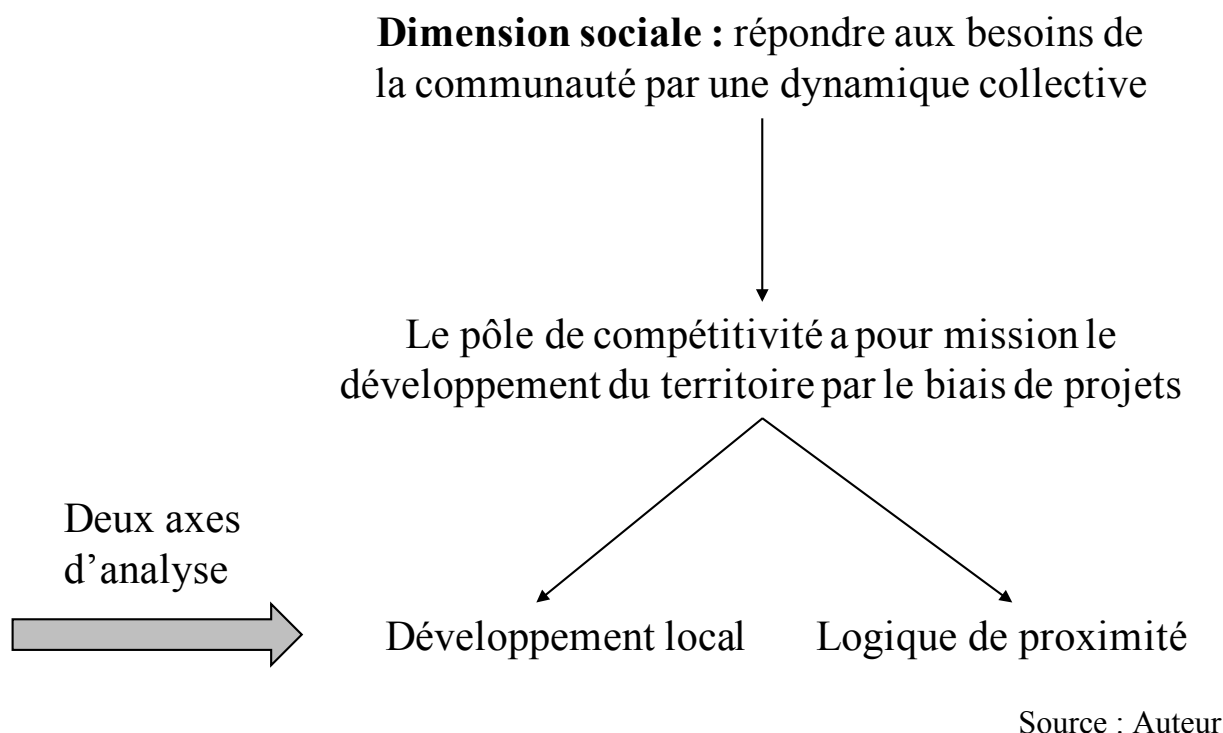 Dimension sociale : répondre aux besoins de
la communauté par une dynamique collective
Le pôle de compétitivité a pour mission le
développement du territoire par le biais de projets
Deux axes
d’analyse
Développement local
Logique de proximité
Source : Auteur